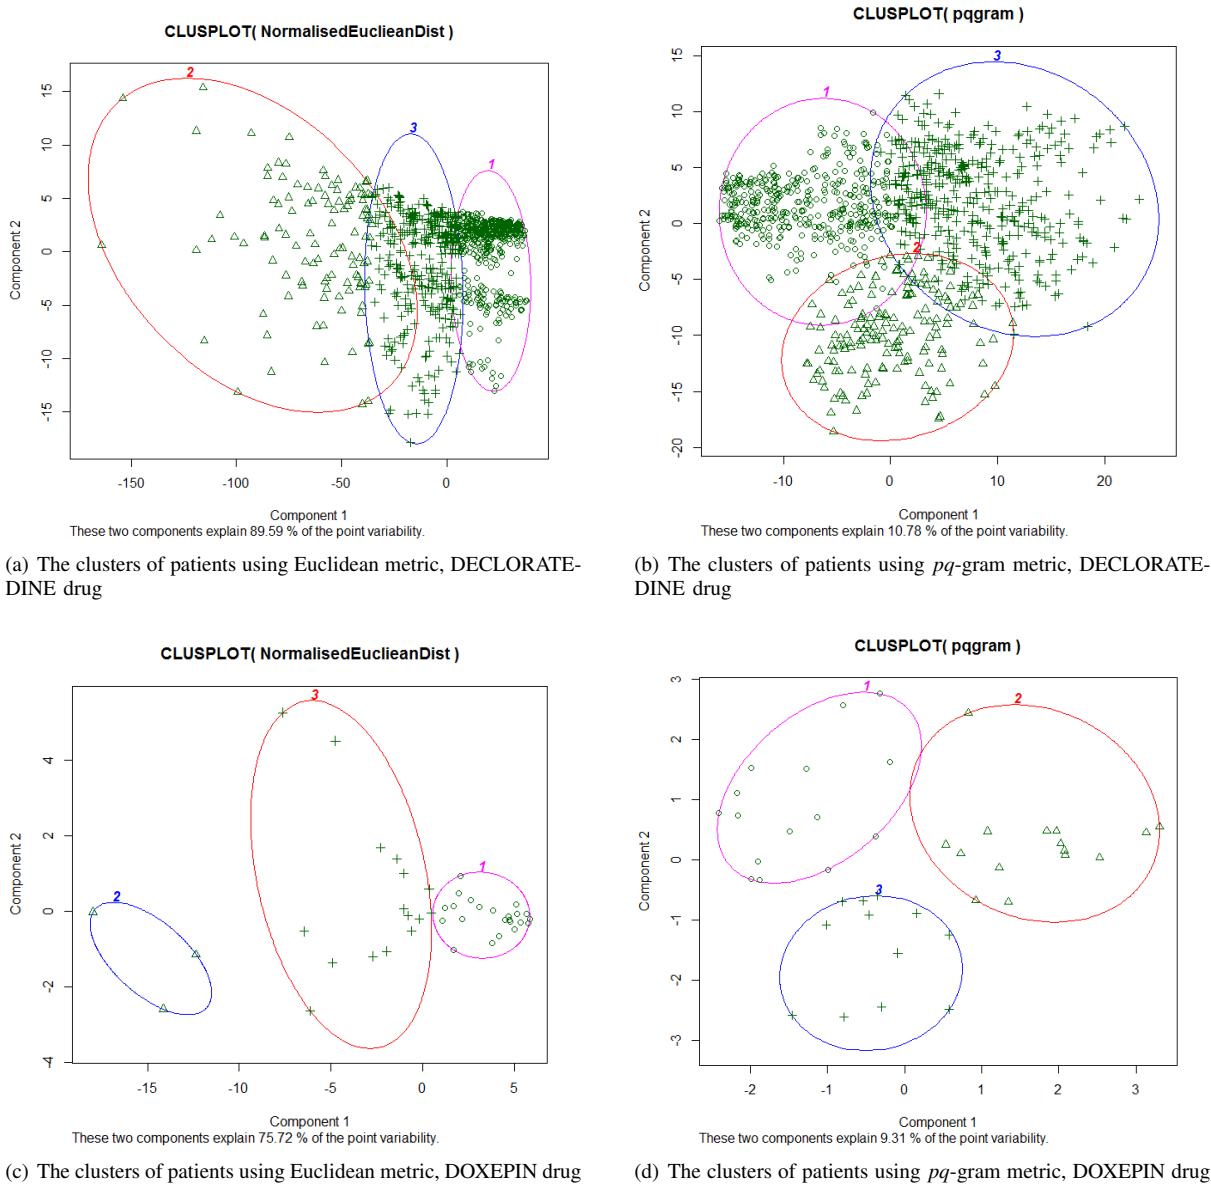 CLUSPLOT( NormalisedEuclieanDist )
2
3
1
15
10
5
0
-5
-10
-15
Component 2
-150
-100
-50
0
Component 1
These two components explain 89.59 % of the point variability.
(a) The clusters of patients using Euclidean metric, DECLORATE-
DINE drug
CLUSPLOT( pqgram )
3
1
2
15
10
5
0
-5
-10
-15
-20
Component 2
-10
0
10
20
Component 1
These two components explain 10.78 % of the point variability.
(b) The clusters of patients using pq-gram metric, DECLORATE-
DINE drug
CLUSPLOT( NormalisedEuclieanDist )
3
1
2
4
2
0
-2
-4
Component 2
-15
-10
-5
0
5
Component 1
These two components explain 75.72 % of the point variability.
(c) The clusters of patients using Euclidean metric, DOXEPIN drug
CLUSPLOT( pqgram )
1
2
3
3
2
1
0
-1
-2
-3
Component 2
-2
-1
0
1
2
3
Component 1
These two components explain 9.31 % of the point variability.
(d) The clusters of patients using pq-gram metric, DOXEPIN drug